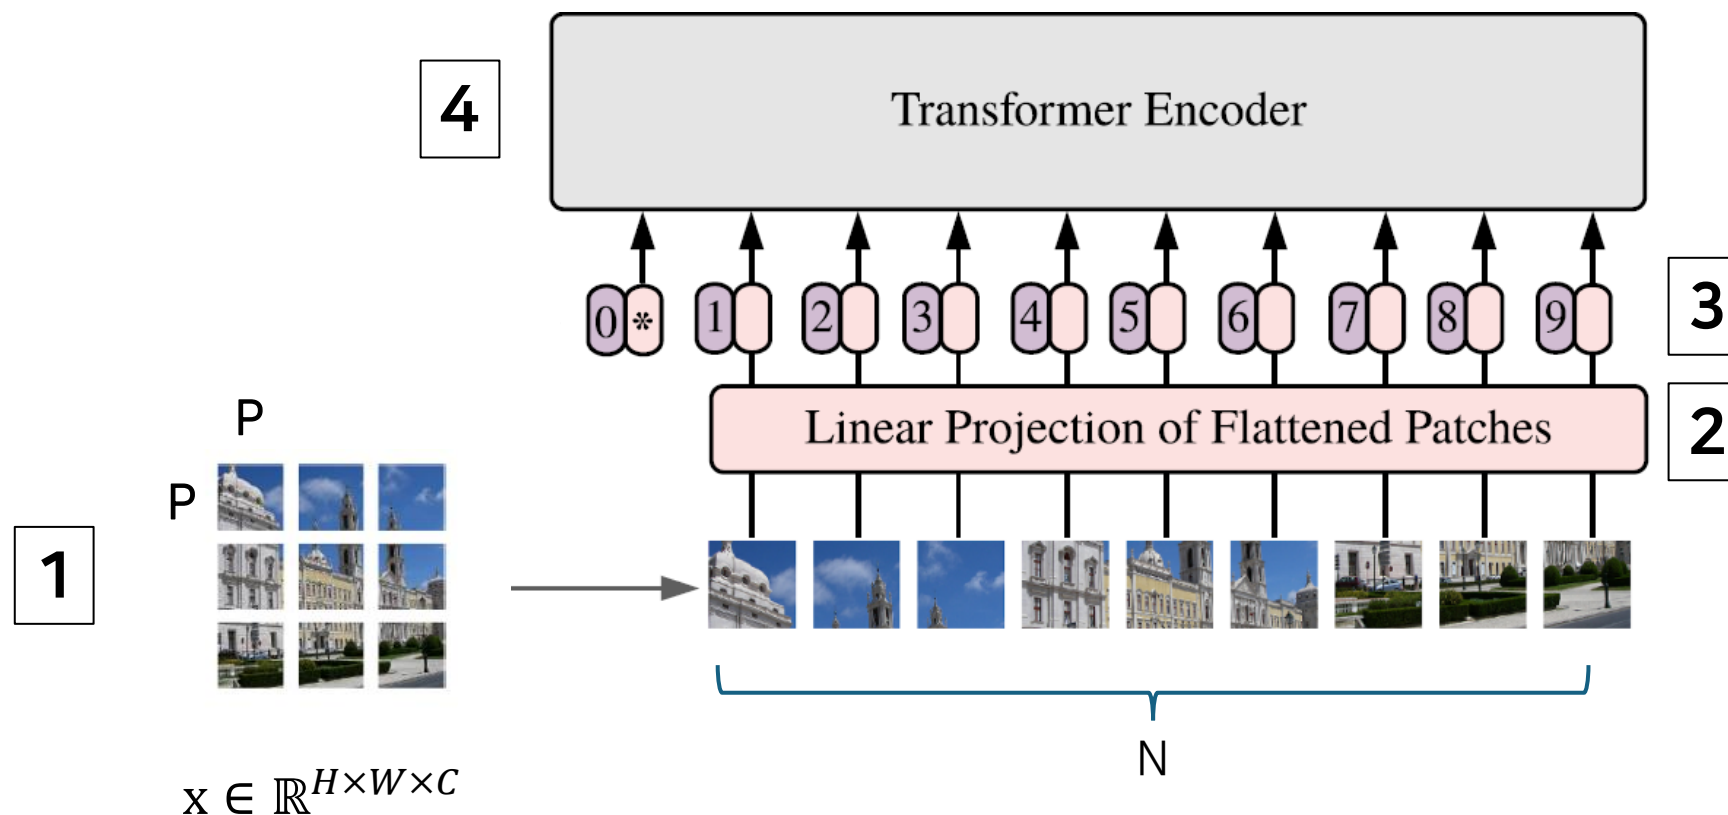 4
Transformer Encoder
0 * 1 2 3 4 5 6 7 8 9
3
Linear Projection of Flattened Patches
2
P
P
1
N
x ∈ ℝ^{H×W×C}